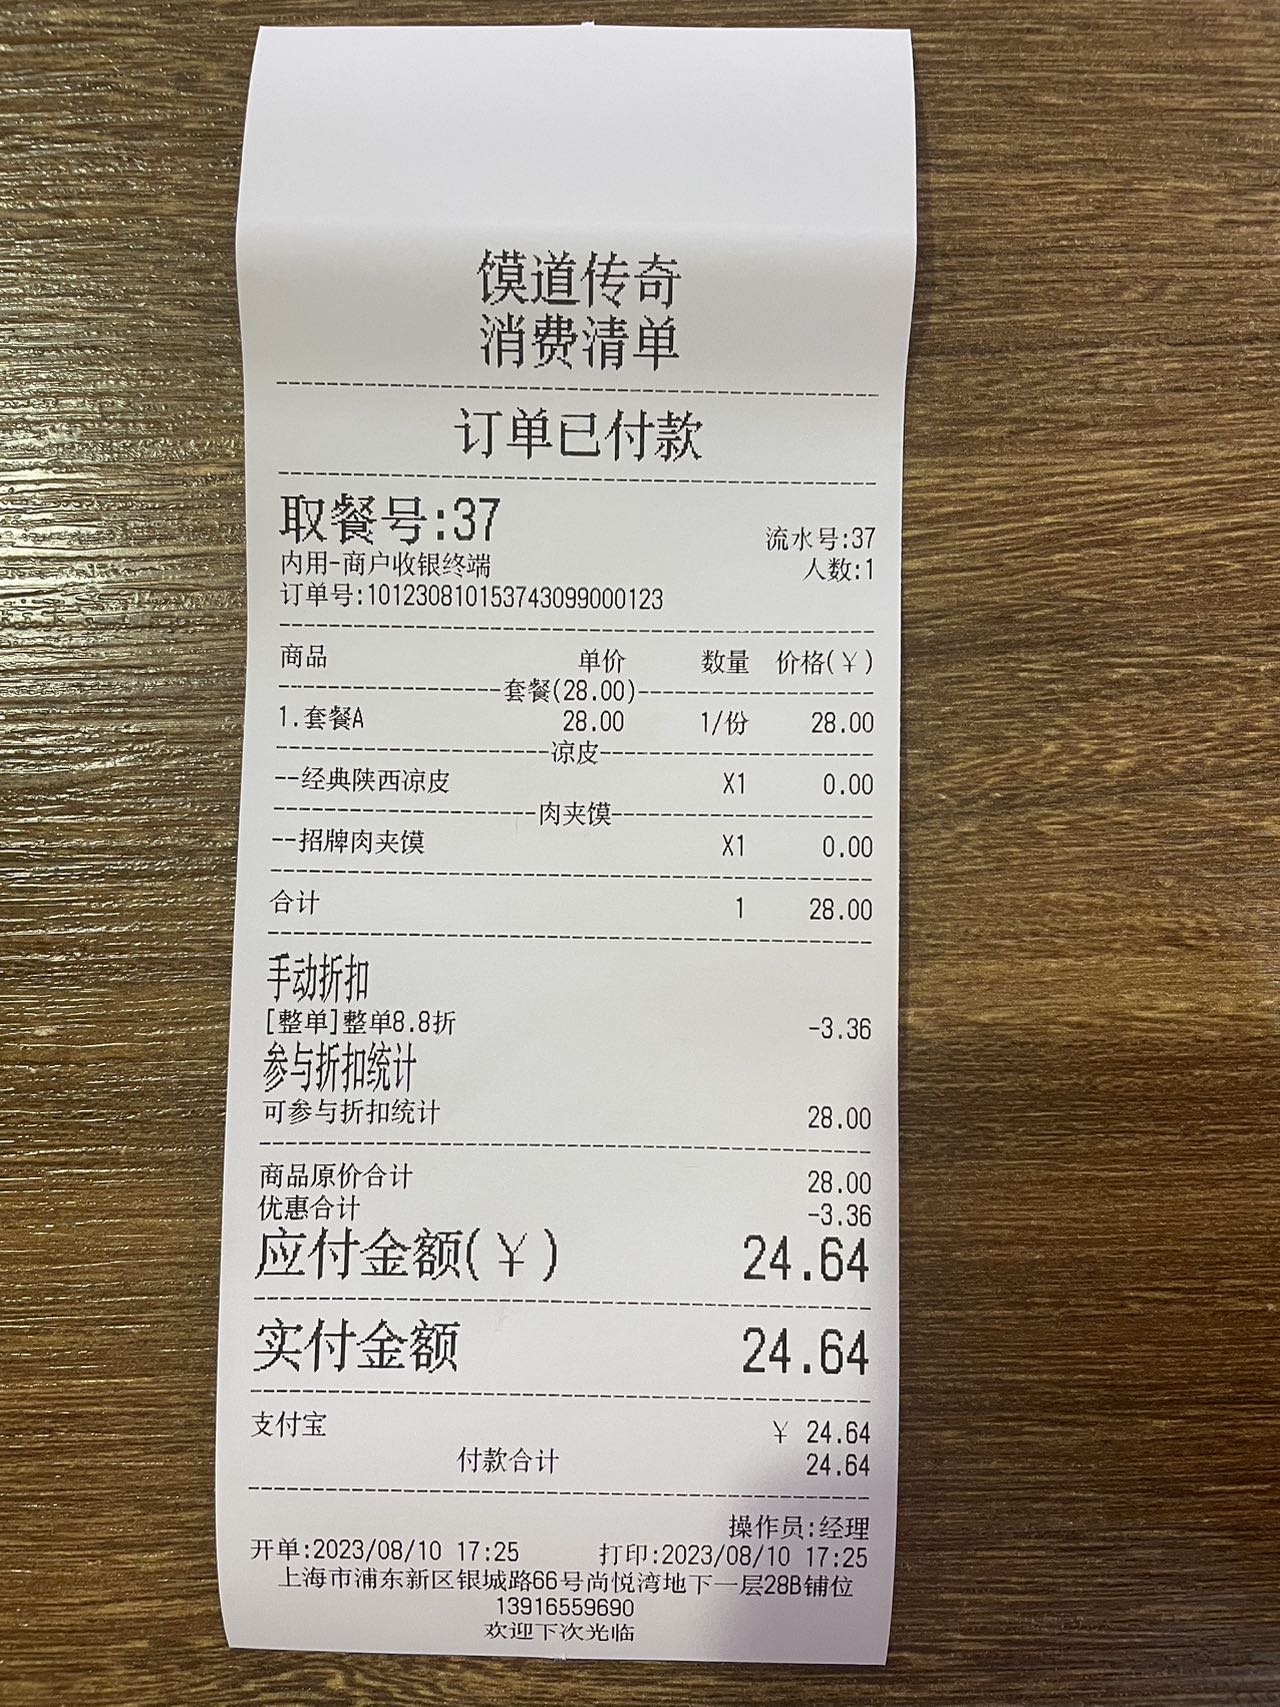 馍道传奇
消费清单
订单已付款
取餐号:37
流水号:37
内用-商户收银终端 人数:1
订单号:101230810153743099000123
商品 单价 数量 价格(¥)
套餐(28.00)
1.套餐A 28.00 1/份 28.00
凉皮
--经典陕西凉皮 X1 0.00
肉夹馍
--招牌肉夹馍 X1 0.00
合计 1 28.00
手动折扣
[整单]整单8.8折 -3.36
参与折扣统计
可参与折扣统计 28.00
商品原价合计 28.00
优惠合计 -3.36
应付金额(¥) 24.64
实付金额 24.64
支付宝 ¥ 24.64
付款合计 24.64
操作员:经理
开单:2023/08/10 17:25 打印:2023/08/10 17:25
上海市浦东新区银城路66号尚悦湾地下一层28B铺位
13916559690
欢迎下次光临